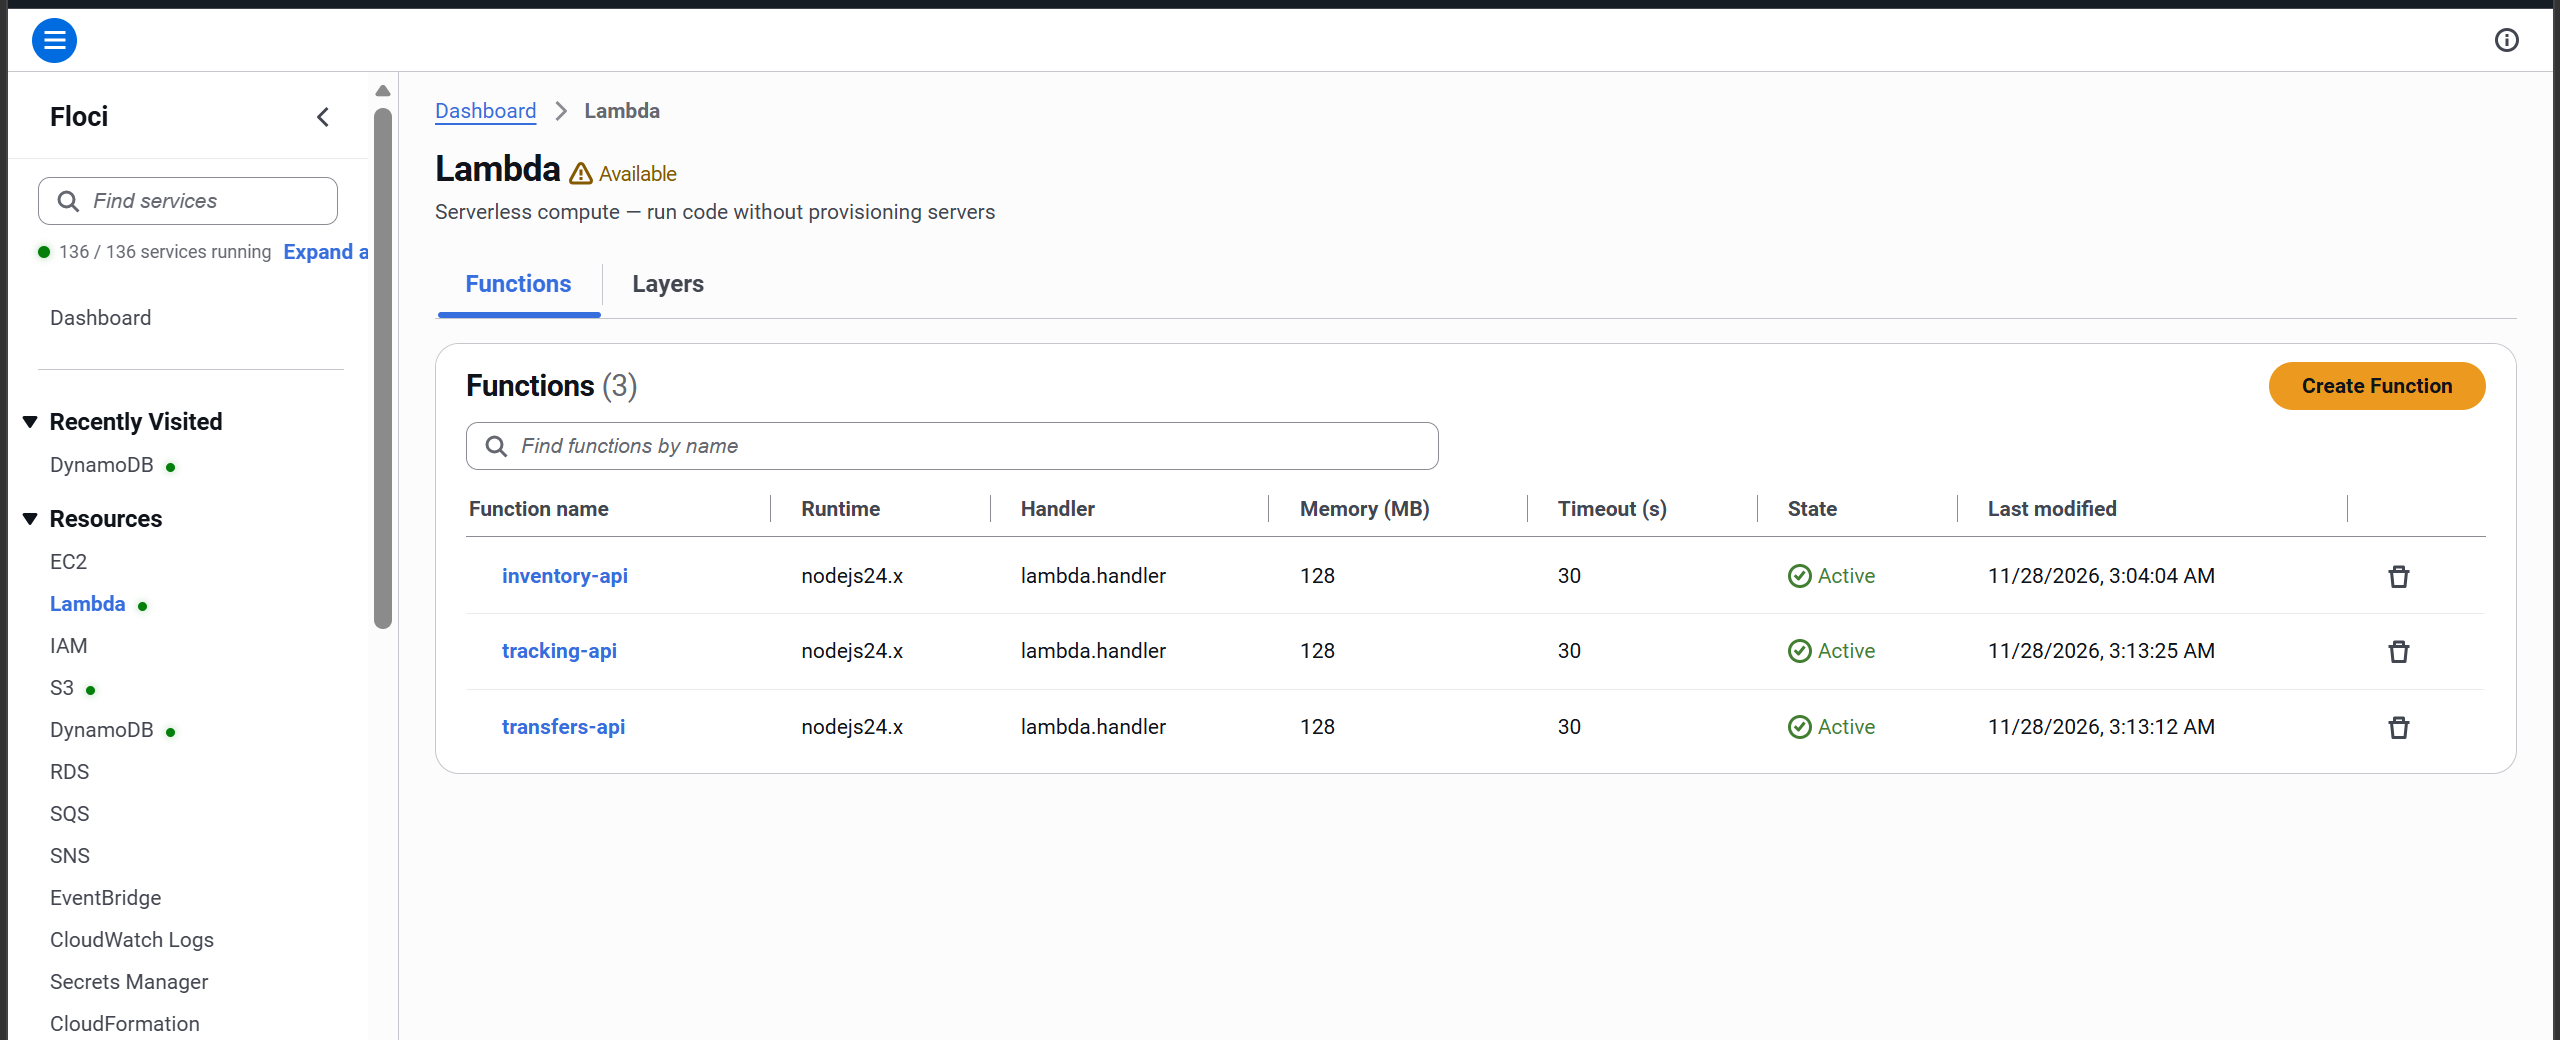 Floci
Find services
136 / 136 services running Expand a
Dashboard
Recently Visited
DynamoDB
Resources
EC2
Lambda
IAM
S3
DynamoDB
RDS
SQS
SNS
EventBridge
CloudWatch Logs
Secrets Manager
CloudFormation
Dashboard > Lambda
Lambda Available
Serverless compute — run code without provisioning servers
Functions Layers
Functions (3) Create Function
Find functions by name
Function name Runtime Handler Memory (MB) Timeout (s) State Last modified
inventory-api nodejs24.x lambda.handler 128 30 Active 11/28/2026, 3:04:04 AM
tracking-api nodejs24.x lambda.handler 128 30 Active 11/28/2026, 3:13:25 AM
transfers-api nodejs24.x lambda.handler 128 30 Active 11/28/2026, 3:13:12 AM